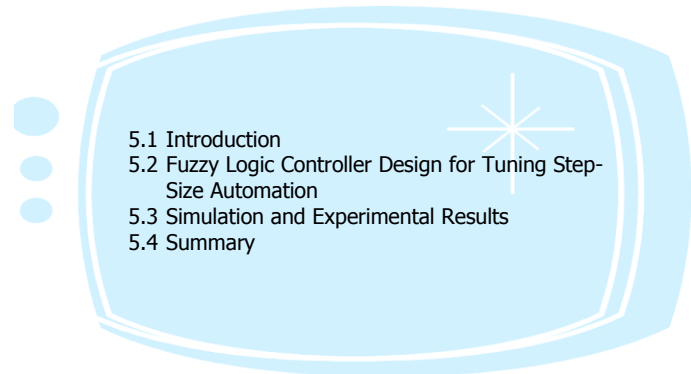 5.1 Introduction
5.2 Fuzzy Logic Controller Design for Tuning Step-
Size Automation
5.3 Simulation and Experimental Results
5.4 Summary